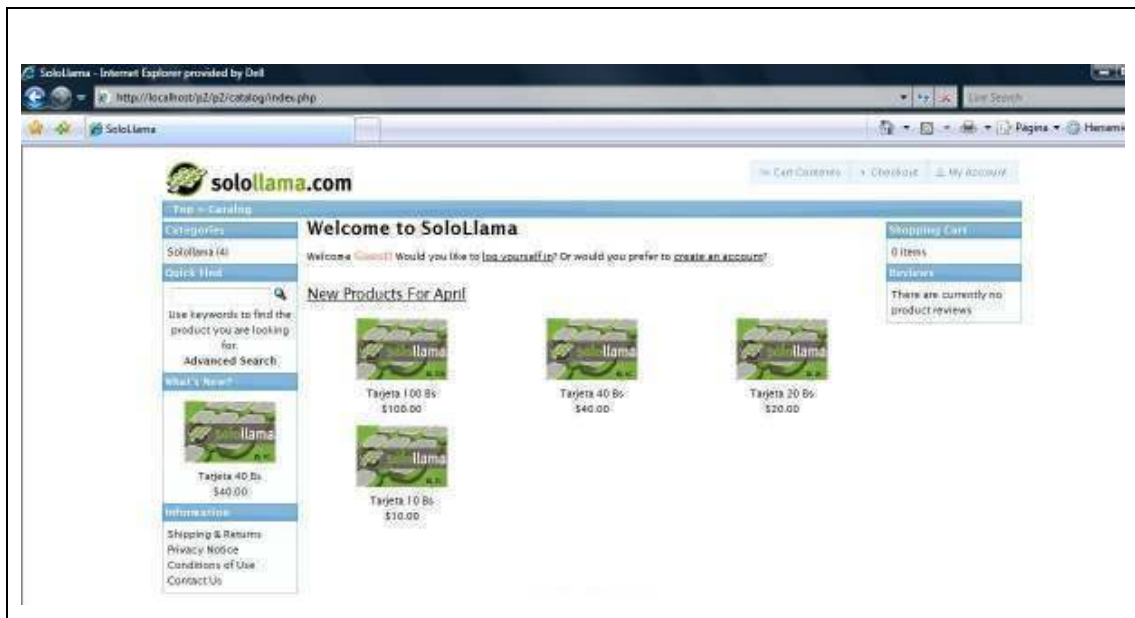 SoloLlama - Internet Explorer provided by Dell
http://localhost/p2/p2/catalog/index.php
Live Search
SoloLlama
Página
solollama.com
Cart Contents
Checkout
My Account
Top » Catalog
Categories
Solollama (4)
Quick Find
Use keywords to find the
product you are looking
for.
Advanced Search
What's New?
solollama
Tarjeta 40 Bs
$40.00
Information
Shipping & Returns
Privacy Notice
Conditions of Use
Contact Us
Welcome to SoloLlama
Welcome Guest! Would you like to log yourself in? Or would you prefer to create an account?
New Products For April
solollama
solollama
solollama
Tarjeta 100 Bs
$100.00
Tarjeta 40 Bs
$40.00
Tarjeta 20 Bs
$20.00
solollama
Tarjeta 10 Bs
$10.00
Shopping Cart
0 items
Reviews
There are currently no
product reviews